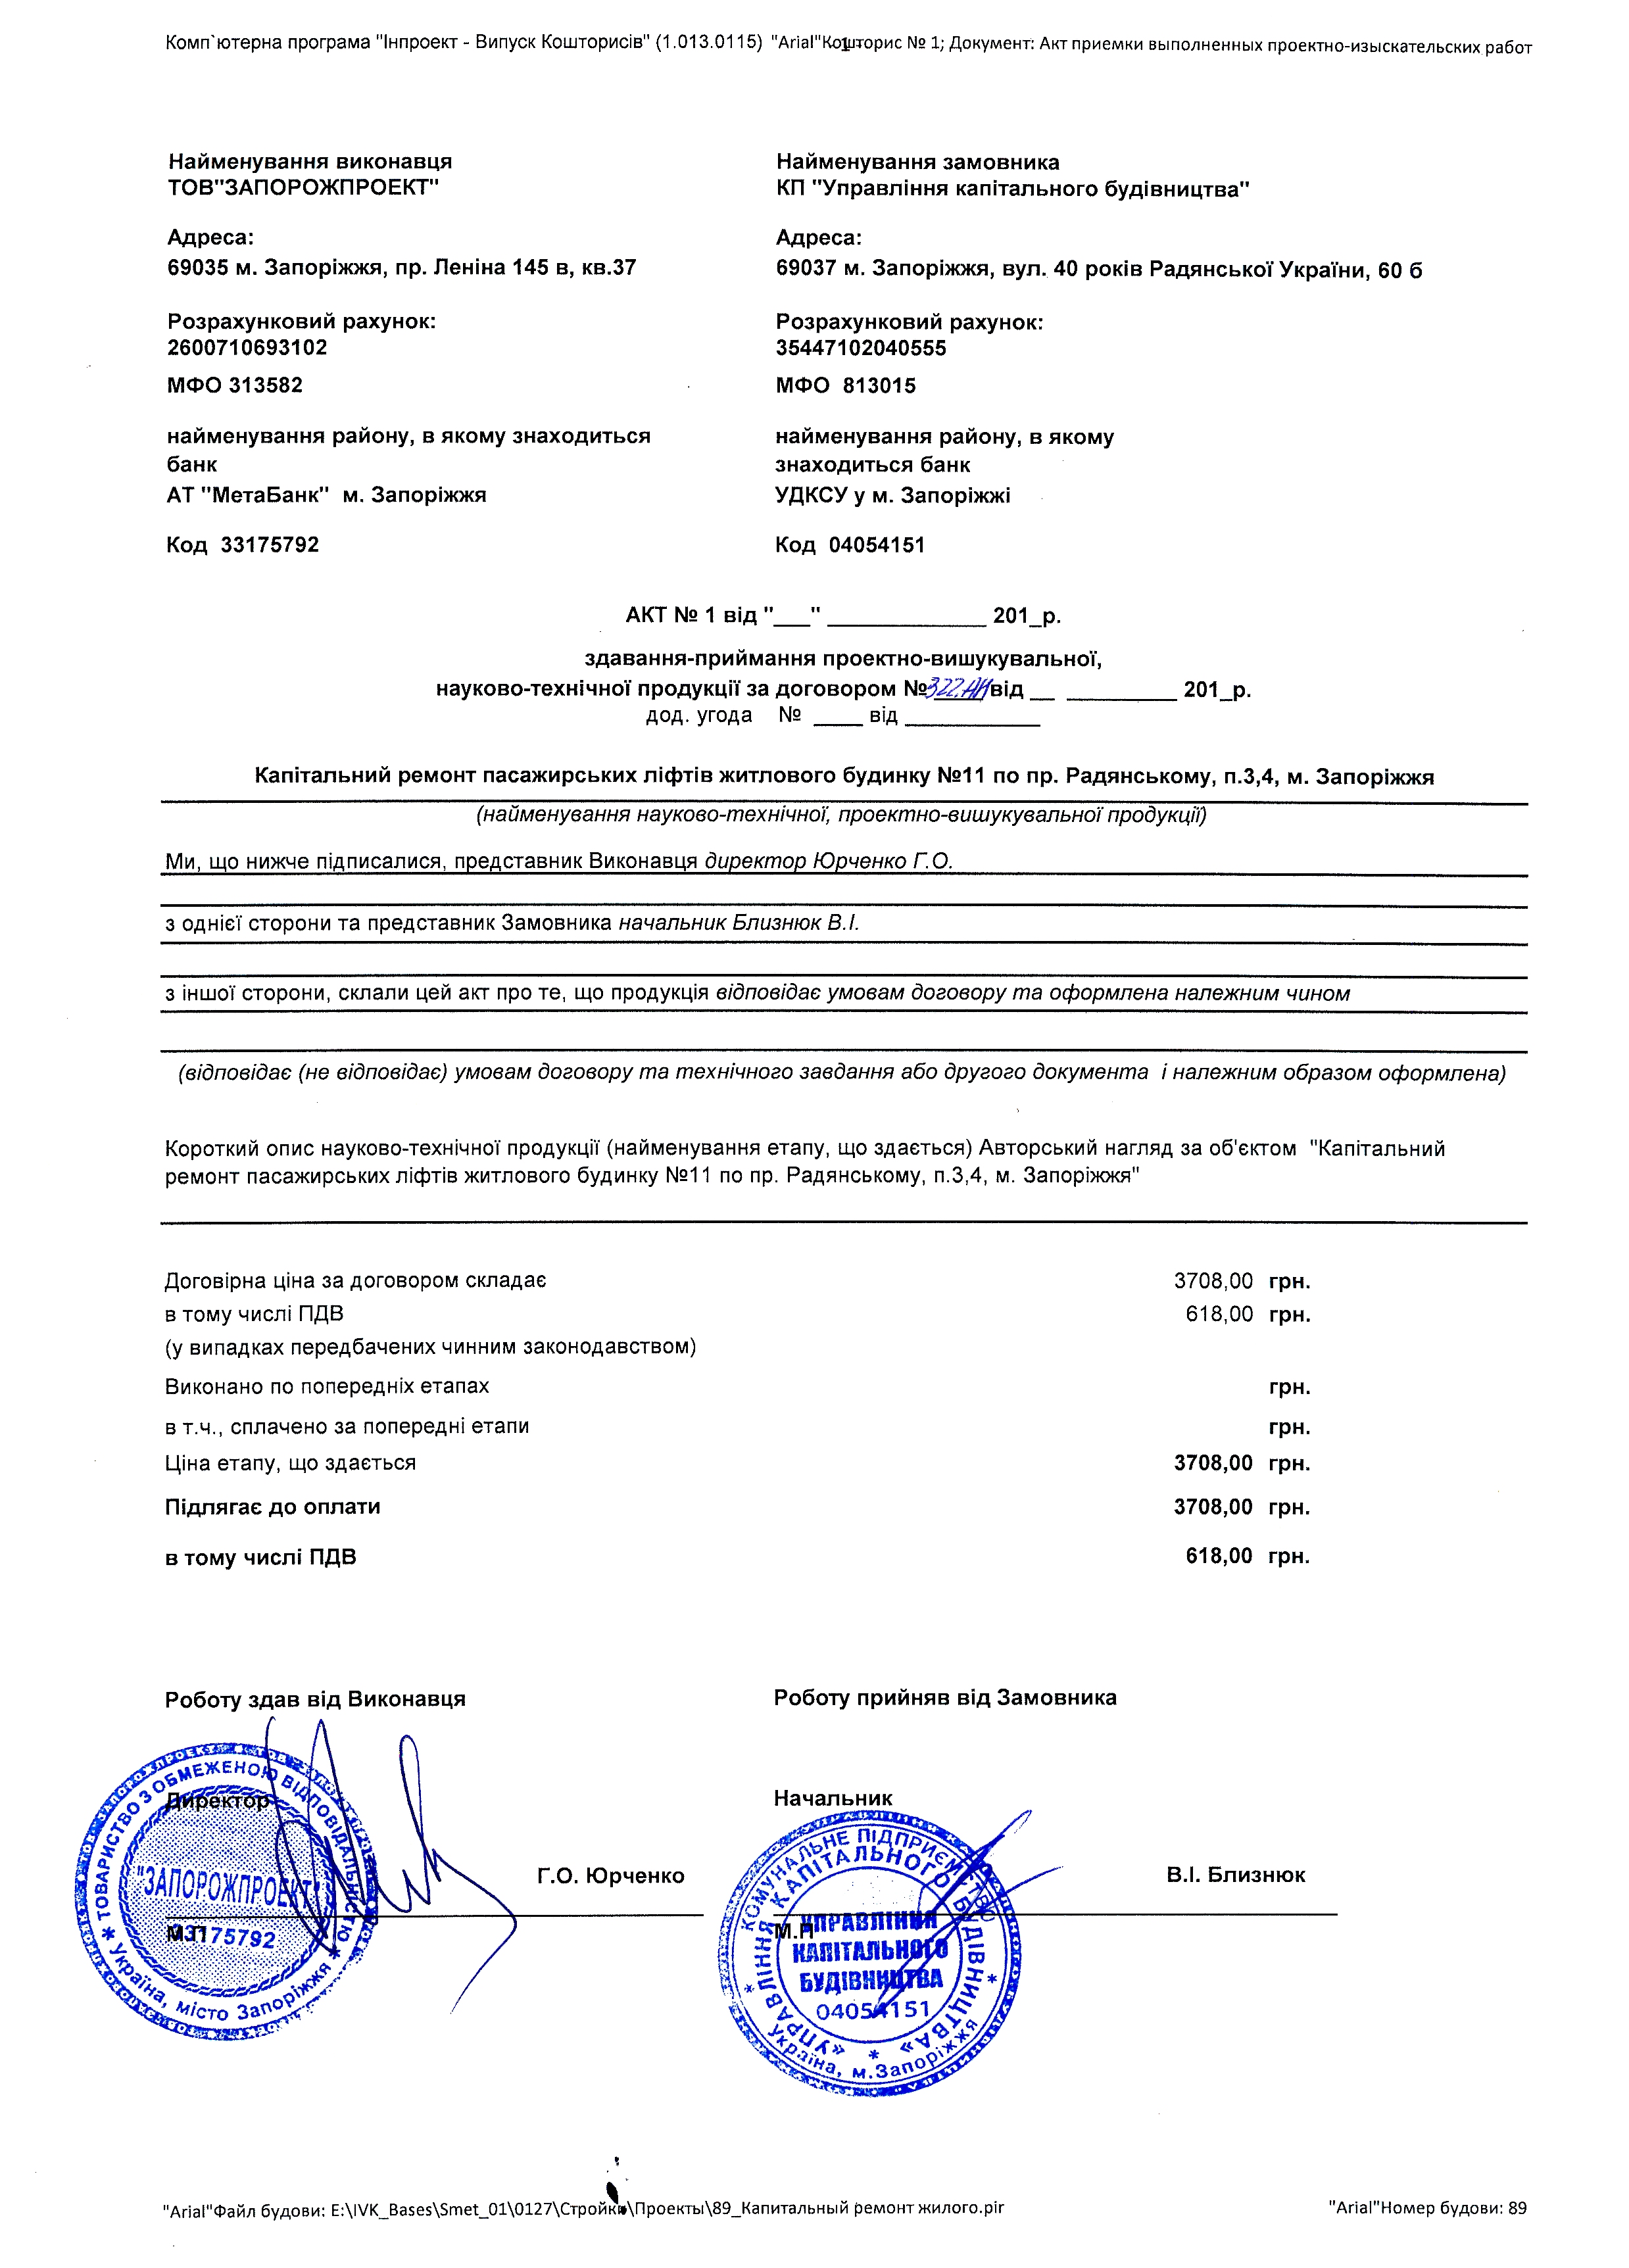 Комп`ютерна програма "Інпроект - Випуск Кошторисів" (1.013.0115) "Arial"Кошторис № 1; Документ: Акт приемки выполненных проектно-изыскательских работ
Найменування виконавця
ТОВ"ЗАПОРОЖПРОЕКТ"
Адреса:
69035 м. Запоріжжя, пр. Леніна 145 в, кв.37
Розрахунковий рахунок:
2600710693102
МФО 313582
найменування району, в якому знаходиться
банк
АТ "МетаБанк" м. Запоріжжя
Код 33175792
Найменування замовника
КП "Управління капітального будівництва"
Адреса:
69037 м. Запоріжжя, вул. 40 років Радянської України, 60 б
Розрахунковий рахунок:
35447102040555
МФО 813015
найменування району, в якому
знаходиться банк
УДКСУ у м. Запоріжжі
Код 04054151
АКТ № 1 від "___" _____________ 201_р.
здавання-приймання проектно-вишукувальної,
науково-технічної продукції за договором № 322.АН від __ _________ 201_р.
дод. угода № ____ від ___________
Капітальний ремонт пасажирських ліфтів житлового будинку №11 по пр. Радянському, п.3,4, м. Запоріжжя
(найменування науково-технічної, проектно-вишукувальної продукції)
Ми, що нижче підписалися, представник Виконавця директор Юрченко Г.О.
з однієї сторони та представник Замовника начальник Близнюк В.І.
з іншої сторони, склали цей акт про те, що продукція відповідає умовам договору та оформлена належним чином
(відповідає (не відповідає) умовам договору та технічного завдання або другого документа і належним образом оформлена)
Короткий опис науково-технічної продукції (найменування етапу, що здається) Авторський нагляд за об'єктом "Капітальний
ремонт пасажирських ліфтів житлового будинку №11 по пр. Радянському, п.3,4, м. Запоріжжя"
Договірна ціна за договором складає 3708,00 грн.
в тому числі ПДВ 618,00 грн.
(у випадках передбачених чинним законодавством)
Виконано по попередніх етапах грн.
в т.ч., сплачено за попередні етапи грн.
Ціна етапу, що здається 3708,00 грн.
Підлягає до оплати 3708,00 грн.
в тому числі ПДВ 618,00 грн.
Роботу здав від Виконавця
Директор
Г.О. Юрченко
М.П
ТОВАРИСТВО З ОБМЕЖЕНОЮ ВІДПОВІДАЛЬНІСТЮ
"ЗАПОРОЖПРОЕКТ"
33175792
Україна, місто Запоріжжя
Роботу прийняв від Замовника
Начальник
В.І. Близнюк
М.П
КОМУНАЛЬНЕ ПІДПРИЄМСТВО
«УПРАВЛІННЯ КАПІТАЛЬНОГО БУДІВНИЦТВА»
УПРАВЛІННЯ
КАПІТАЛЬНОГО
БУДІВНИЦТВА
04054151
Україна, м.Запоріжжя
"Arial"Файл будови: E:\IVK_Bases\Smet_01\0127\Стройки\Проекты\89_Капитальный ремонт жилого.pir
"Arial"Номер будови: 89